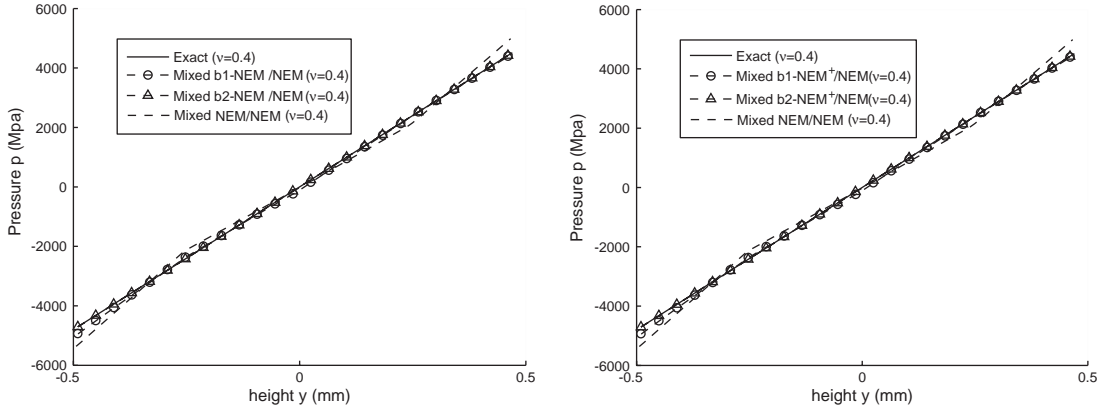 6000
4000
2000
0
-2000
-4000
-6000
-0.5
0
0.5
Pressure p (Mpa)
height y (mm)
Exact (ν=0.4)
Mixed b1-NEM /NEM (ν=0.4)
Mixed b2-NEM /NEM (ν=0.4)
Mixed NEM/NEM (ν=0.4)
6000
4000
2000
0
-2000
-4000
-6000
-0.5
0
0.5
Pressure p (Mpa)
height y (mm)
Exact (ν=0.4)
Mixed b1-NEM⁺/NEM(ν=0.4)
Mixed b2-NEM⁺/NEM(ν=0.4)
Mixed NEM/NEM (ν=0.4)